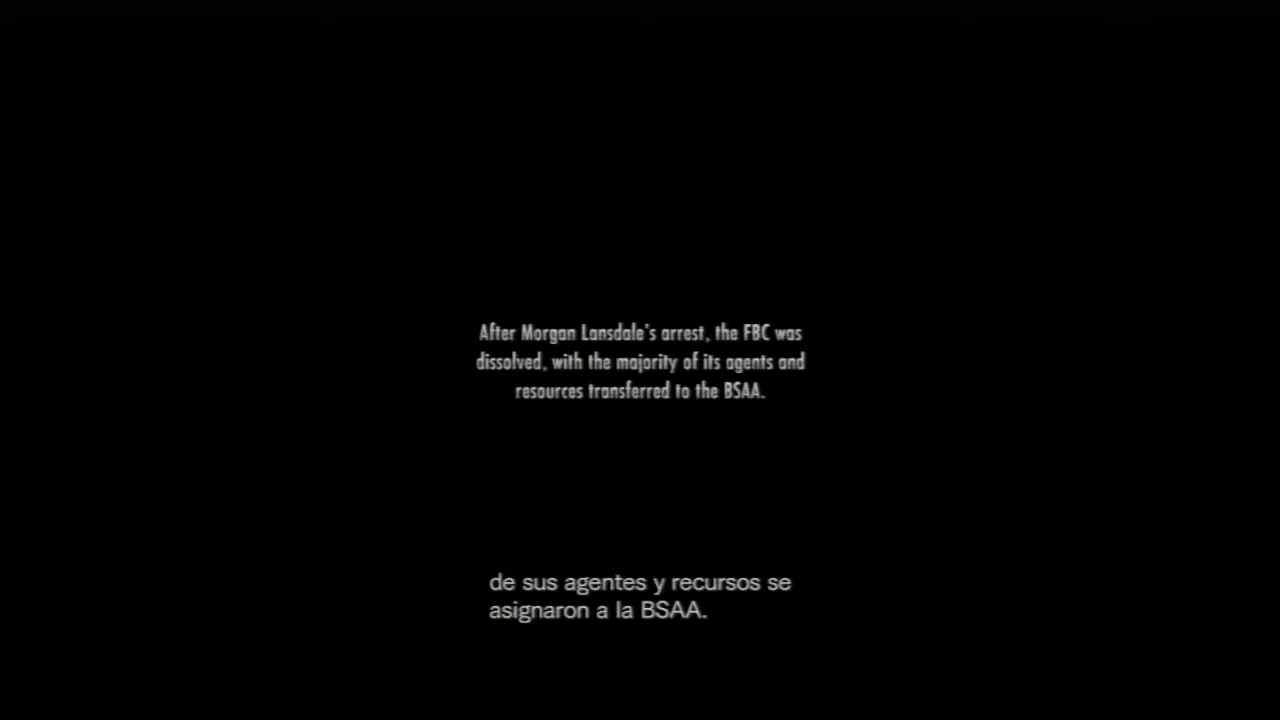 After Morgan Lansdale's arrest, the FBC was
dissolved, with the majority of its agents and
resources transferred to the BSAA.
de sus agentes y recursos se
asignaron a la BSAA.